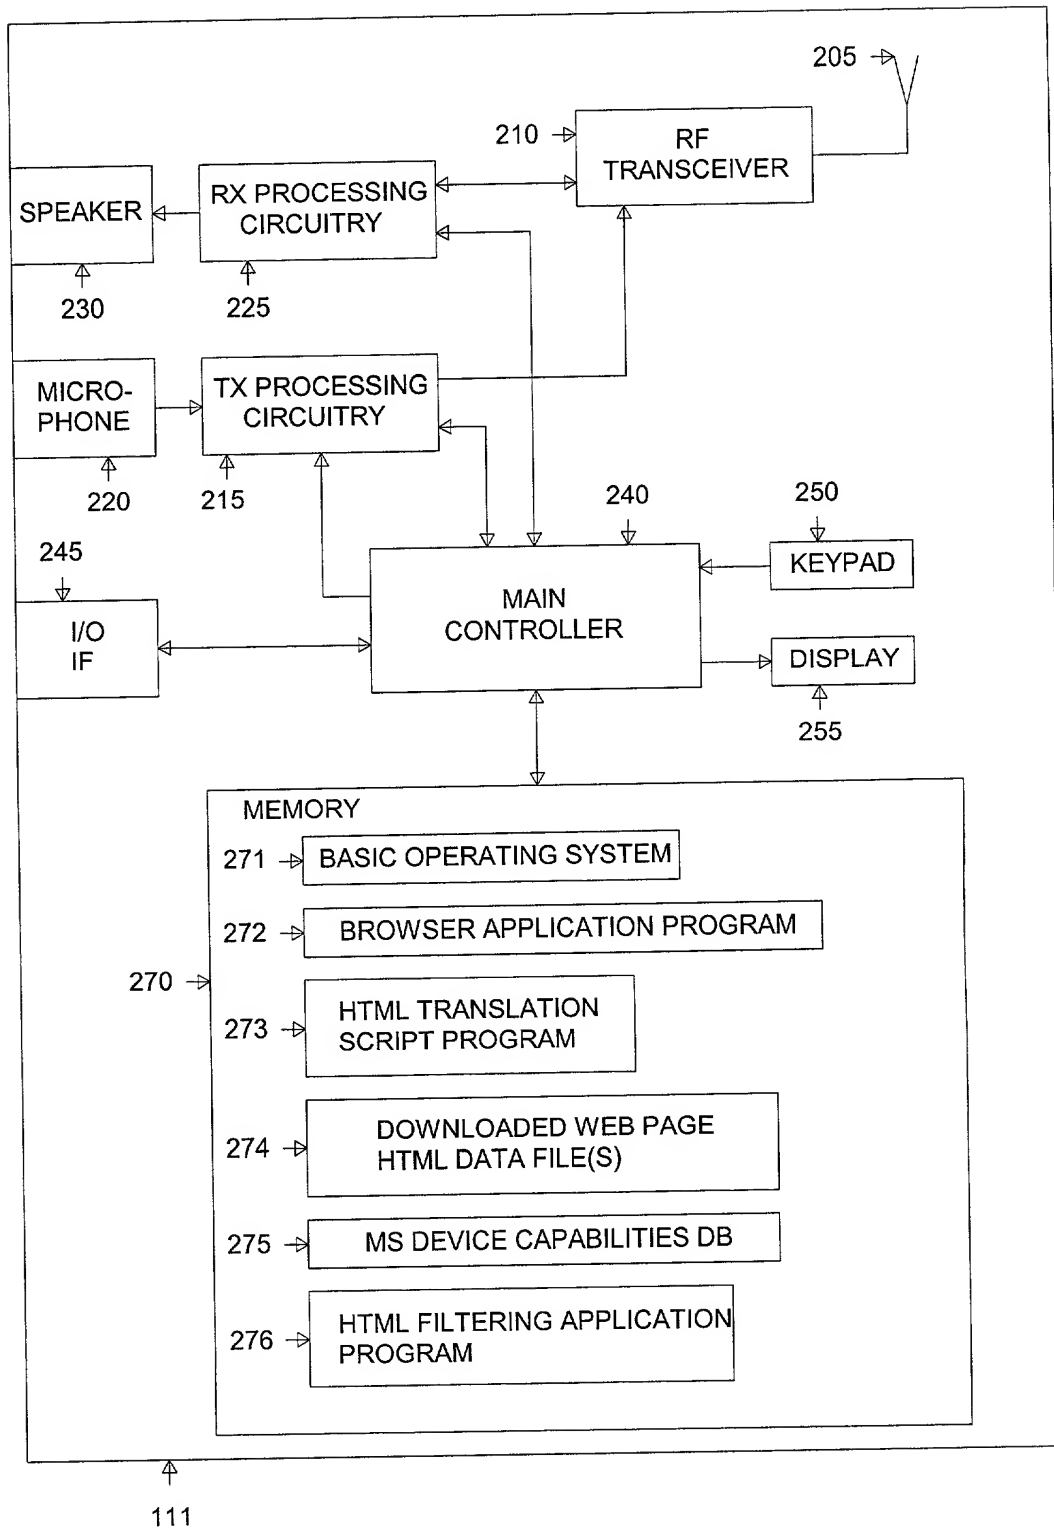 205
210
RF
TRANSCEIVER
SPEAKER
RX PROCESSING
CIRCUITRY
230
225
MICRO-
PHONE
TX PROCESSING
CIRCUITRY
220
215
240
250
245
KEYPAD
I/O
IF
MAIN
CONTROLLER
DISPLAY
255
MEMORY
271
BASIC OPERATING SYSTEM
272
BROWSER APPLICATION PROGRAM
270
273
HTML TRANSLATION
SCRIPT PROGRAM
274
DOWNLOADED WEB PAGE
HTML DATA FILE(S)
275
MS DEVICE CAPABILITIES DB
276
HTML FILTERING APPLICATION
PROGRAM
111